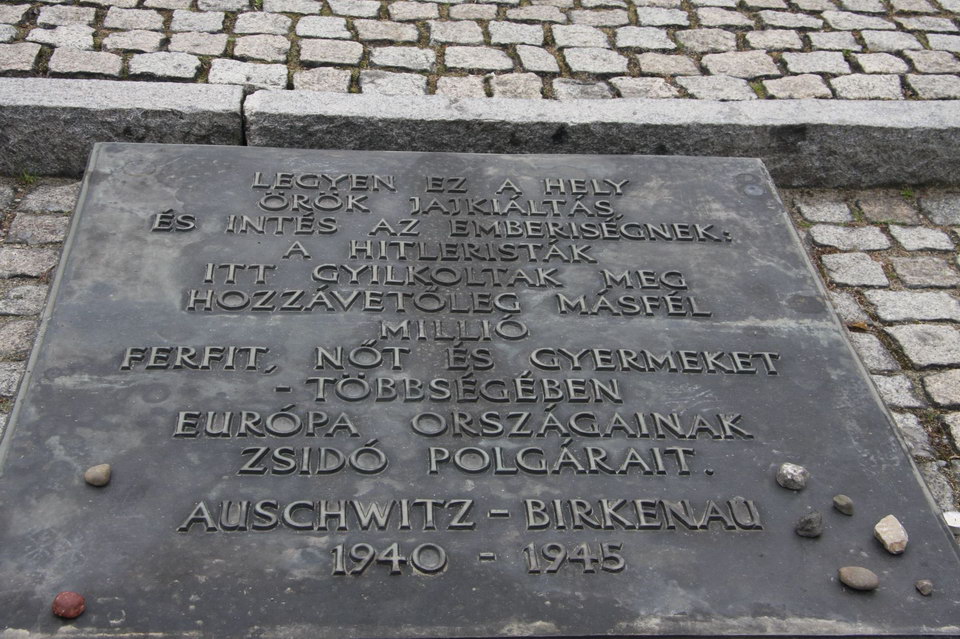 LEGYEN EZ A HELY
ÖRÖK JAJKIÁLTÁS
ÉS INTÉS AZ EMBERISÉGNEK:
A HITLERISTÁK
ITT GYILKOLTAK MEG
HOZZÁVETŐLEG MÁSFÉL
MILLIÓ
FERFIT, NŐT ÉS GYERMEKET
- TÖBBSÉGÉBEN
EURÓPA ORSZÁGAINAK
ZSIDÓ POLGÁRAIT.
AUSCHWITZ - BIRKENAU
1940 - 1945